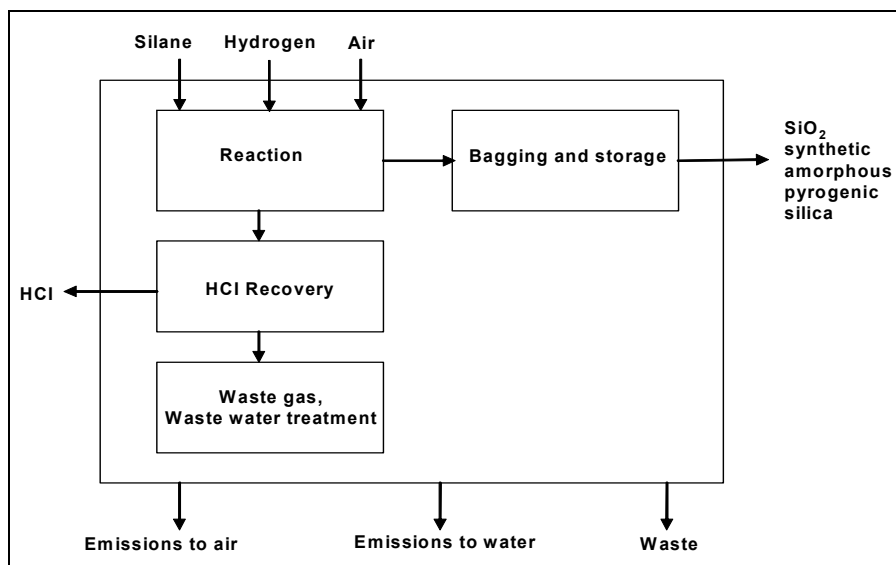 Silane Hydrogen Air
Reaction
Bagging and storage
SiO₂
synthetic
amorphous
pyrogenic
silica
HCl Recovery
HCl
Waste gas,
Waste water treatment
Emissions to air
Emissions to water
Waste